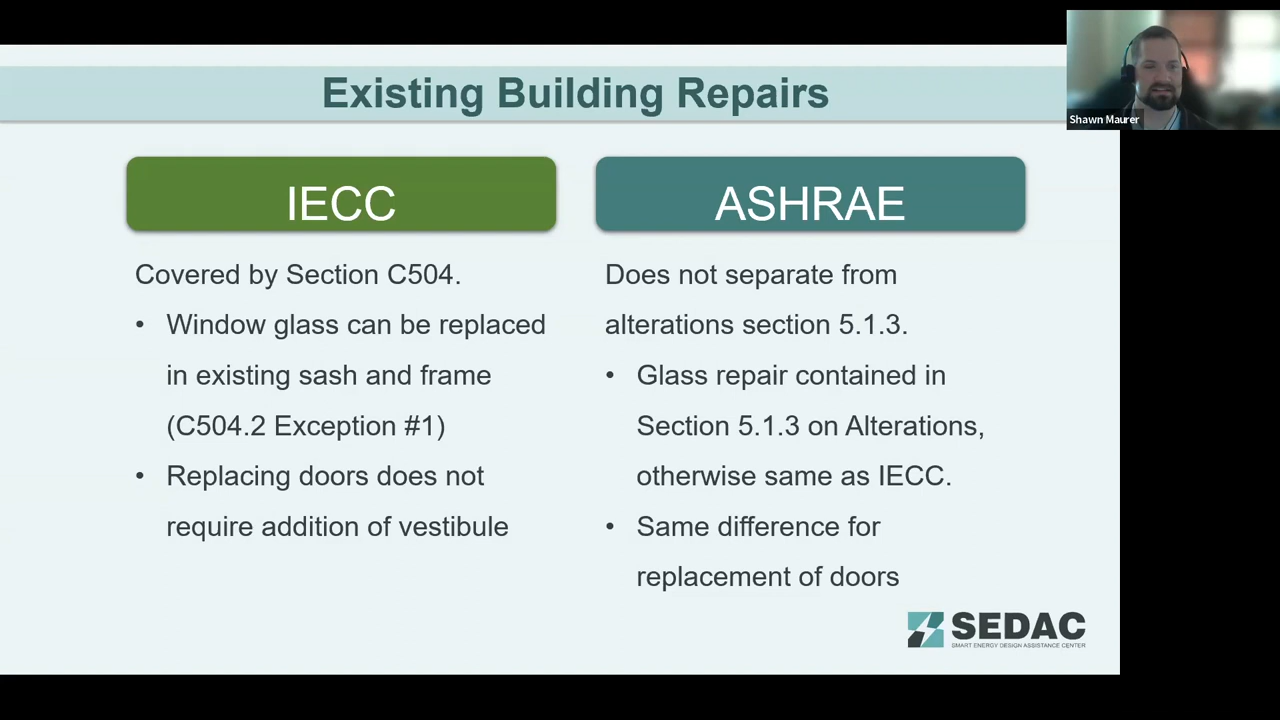 Existing Building Repairs
Shawn Maurer
IECC
Covered by Section C504.
• Window glass can be replaced
in existing sash and frame
(C504.2 Exception #1)
• Replacing doors does not
require addition of vestibule
ASHRAE
Does not separate from
alterations section 5.1.3.
• Glass repair contained in
Section 5.1.3 on Alterations,
otherwise same as IECC.
• Same difference for
replacement of doors
SEDAC
SMART ENERGY DESIGN ASSISTANCE CENTER